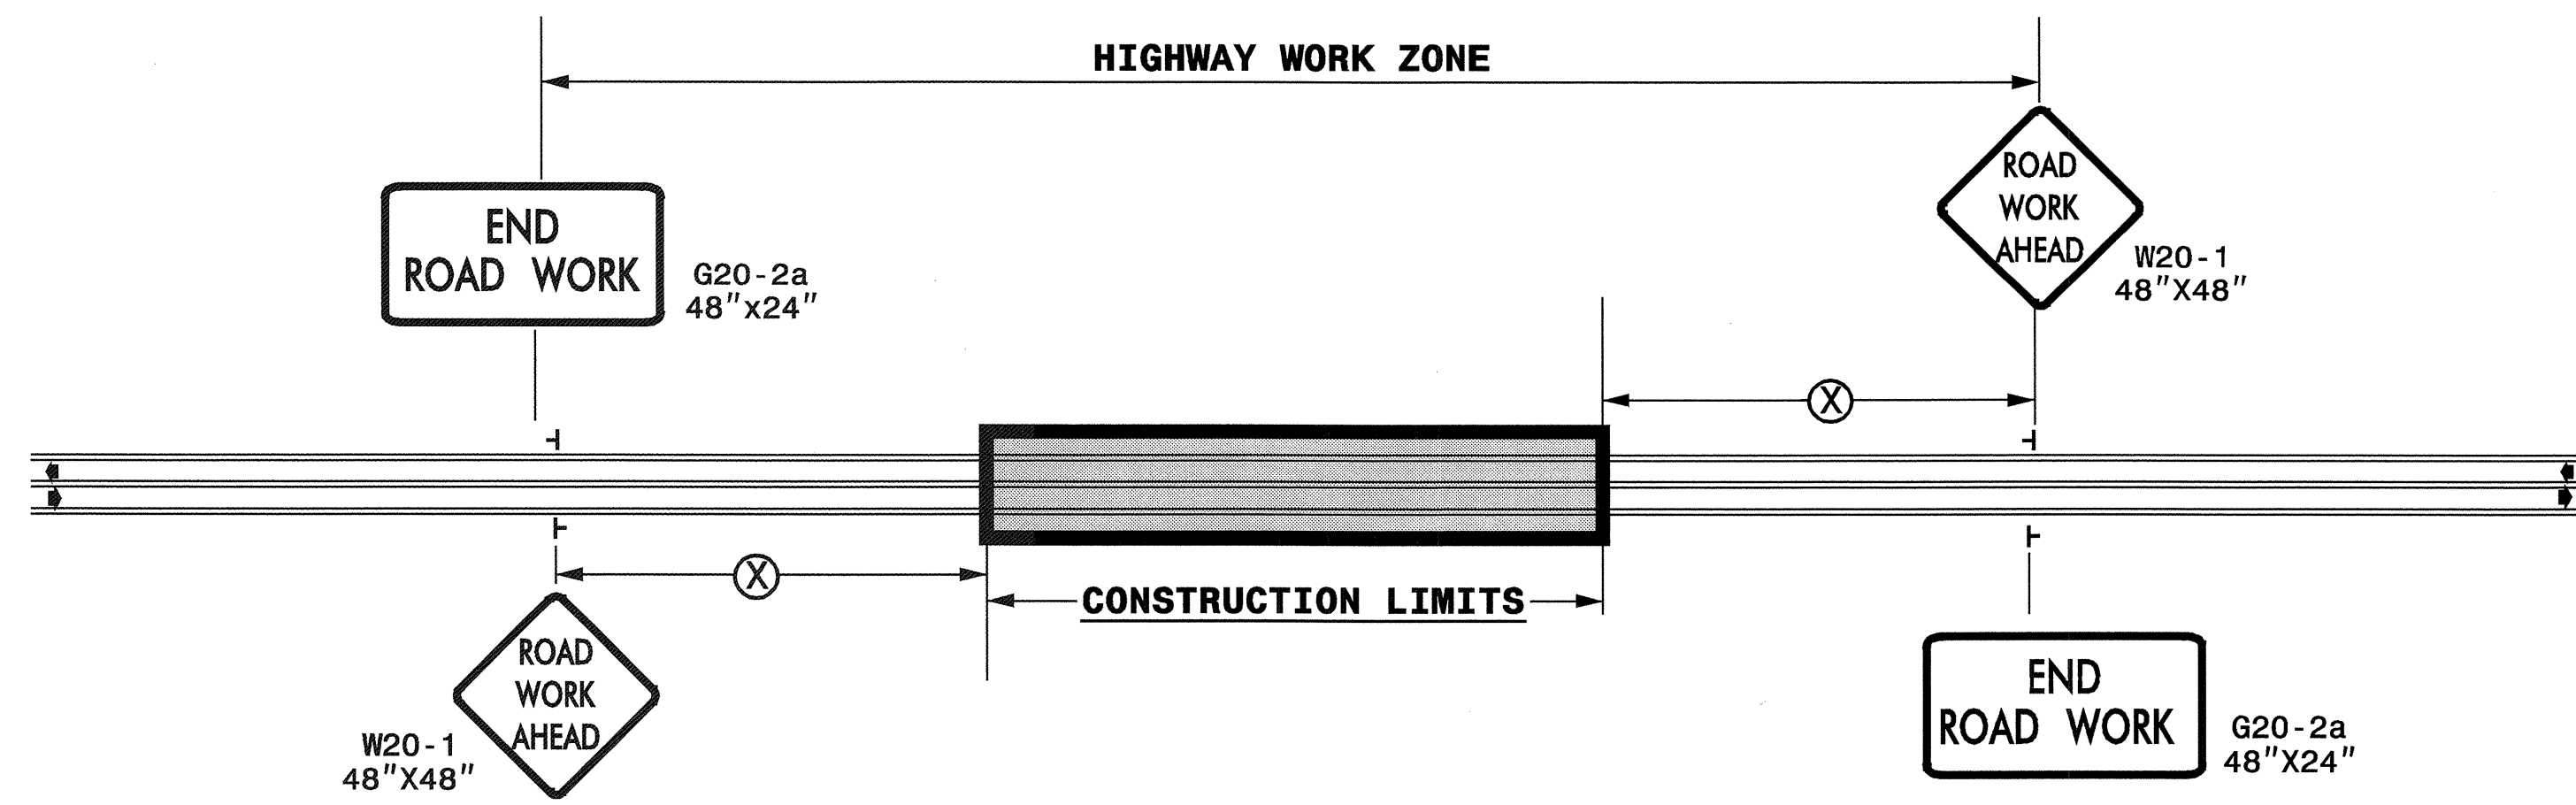 HIGHWAY WORK ZONE
END
ROAD WORK
G20-2a
48"x24"
ROAD
WORK
AHEAD
W20-1
48"X48"
X
X
CONSTRUCTION LIMITS
ROAD
WORK
AHEAD
W20-1
48"X48"
END
ROAD WORK
G20-2a
48"X24"